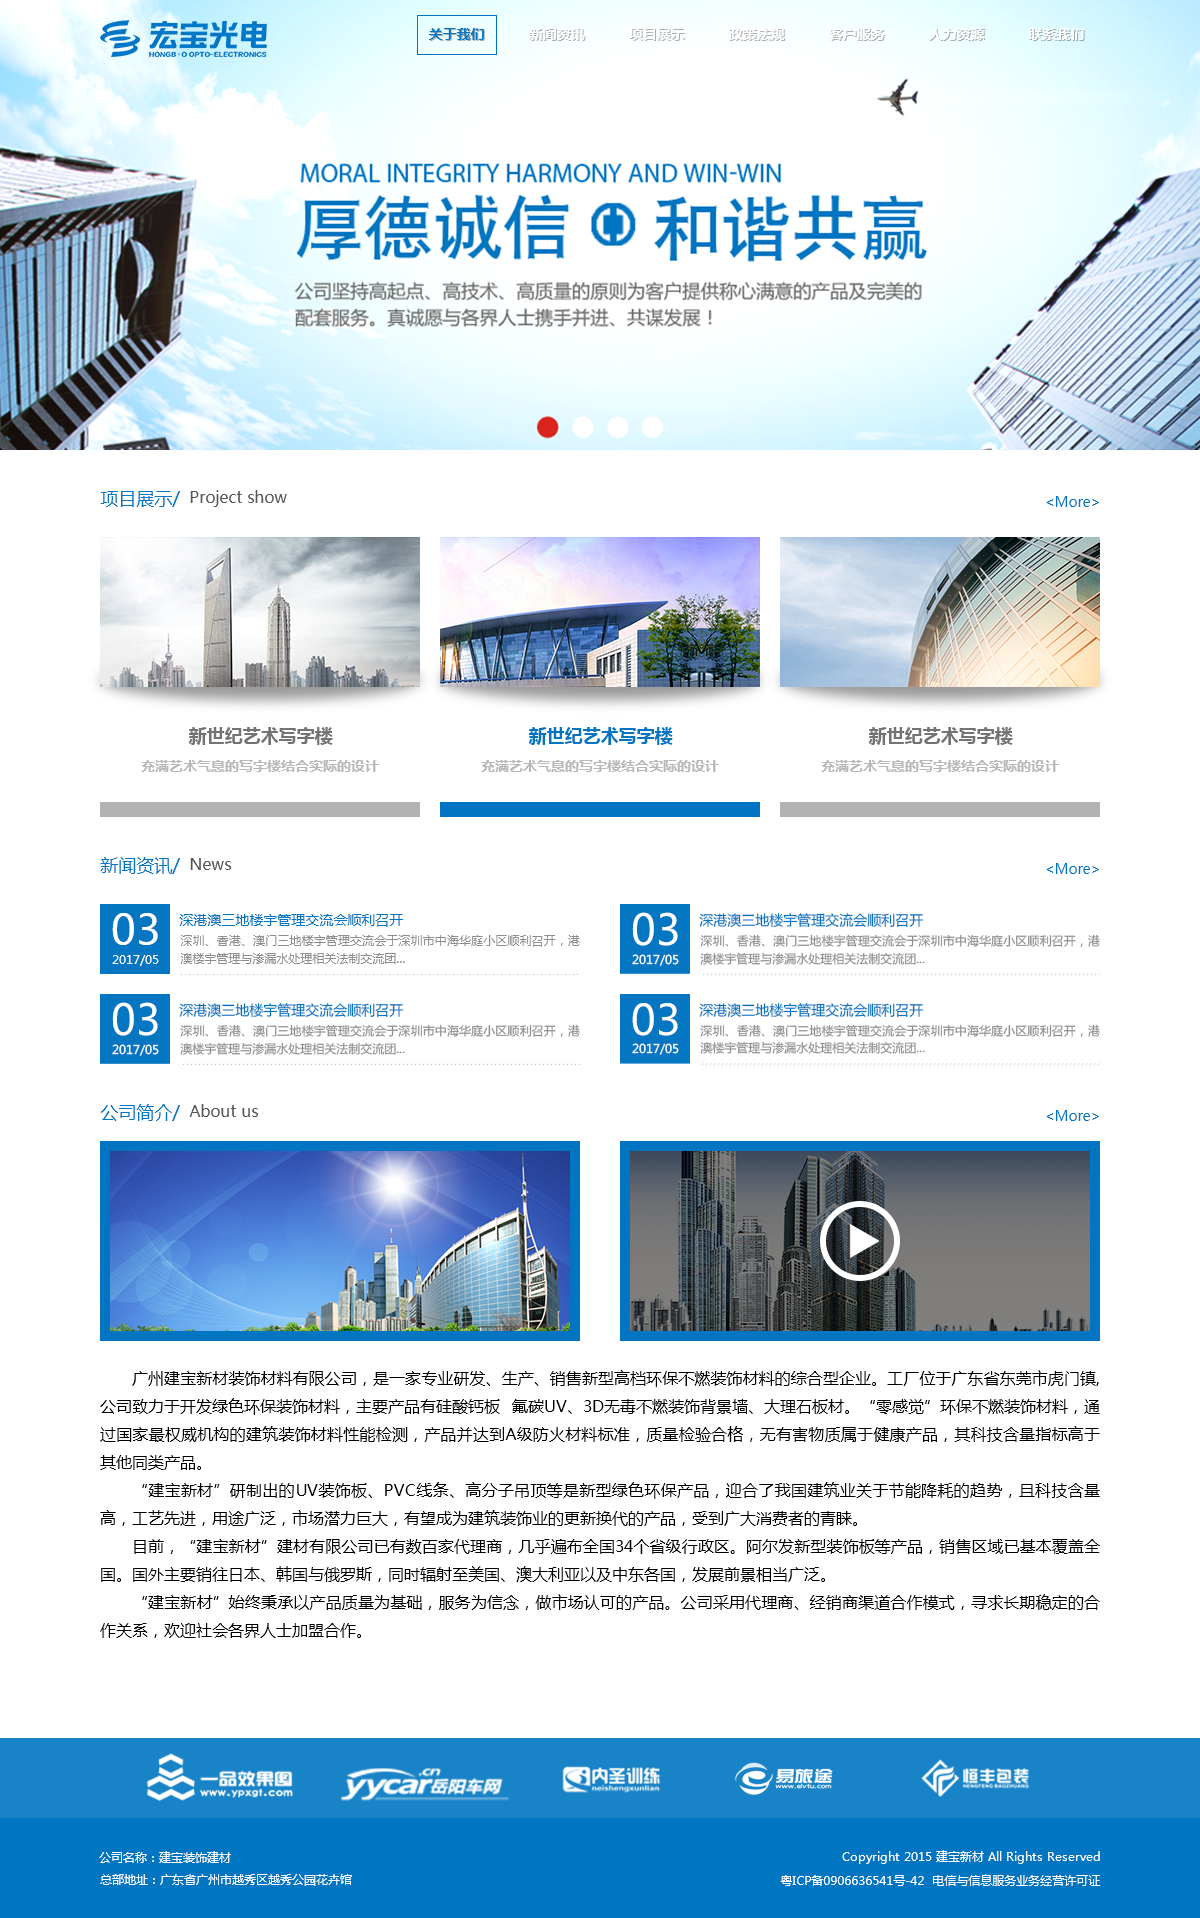 宏宝光电
HONGB·O OPTO-ELECTRONICS
关于我们 新闻资讯 项目展示 政策法规 客户服务 人力资源 联系我们
MORAL INTEGRITY HARMONY AND WIN-WIN
厚德诚信 和谐共赢
公司坚持高起点、高技术、高质量的原则为客户提供称心满意的产品及完美的
配套服务。真诚愿与各界人士携手并进、共谋发展！
项目展示/ Project show
<More>
新世纪艺术写字楼
充满艺术气息的写字楼结合实际的设计
新世纪艺术写字楼
充满艺术气息的写字楼结合实际的设计
新世纪艺术写字楼
充满艺术气息的写字楼结合实际的设计
新闻资讯/ News
<More>
03
2017/05
深港澳三地楼宇管理交流会顺利召开
深圳、香港、澳门三地楼宇管理交流会于深圳市中海华庭小区顺利召开，港
澳楼宇管理与渗漏水处理相关法制交流团...
03
2017/05
深港澳三地楼宇管理交流会顺利召开
深圳、香港、澳门三地楼宇管理交流会于深圳市中海华庭小区顺利召开，港
澳楼宇管理与渗漏水处理相关法制交流团...
03
2017/05
深港澳三地楼宇管理交流会顺利召开
深圳、香港、澳门三地楼宇管理交流会于深圳市中海华庭小区顺利召开，港
澳楼宇管理与渗漏水处理相关法制交流团...
03
2017/05
深港澳三地楼宇管理交流会顺利召开
深圳、香港、澳门三地楼宇管理交流会于深圳市中海华庭小区顺利召开，港
澳楼宇管理与渗漏水处理相关法制交流团...
公司简介/ About us
<More>
广州建宝新材装饰材料有限公司，是一家专业研发、生产、销售新型高档环保不燃装饰材料的综合型企业。工厂位于广东省东莞市虎门镇,
公司致力于开发绿色环保装饰材料，主要产品有硅酸钙板 氟碳UV、3D无毒不燃装饰背景墙、大理石板材。“零感觉”环保不燃装饰材料，通
过国家最权威机构的建筑装饰材料性能检测，产品并达到A级防火材料标准，质量检验合格，无有害物质属于健康产品，其科技含量指标高于
其他同类产品。
“建宝新材”研制出的UV装饰板、PVC线条、高分子吊顶等是新型绿色环保产品，迎合了我国建筑业关于节能降耗的趋势，且科技含量
高，工艺先进，用途广泛，市场潜力巨大，有望成为建筑装饰业的更新换代的产品，受到广大消费者的青睐。
目前，“建宝新材”建材有限公司已有数百家代理商，几乎遍布全国34个省级行政区。阿尔发新型装饰板等产品，销售区域已基本覆盖全
国。国外主要销往日本、韩国与俄罗斯，同时辐射至美国、澳大利亚以及中东各国，发展前景相当广泛。
“建宝新材”始终秉承以产品质量为基础，服务为信念，做市场认可的产品。公司采用代理商、经销商渠道合作模式，寻求长期稳定的合
作关系，欢迎社会各界人士加盟合作。
一品效果图
www.ypxgt.com
yycar.cn岳阳车网
内圣训练
neishengxunlian
易旅途
www.elvtu.com
恒丰包装
HENGFENG BAOZHUANG
公司名称：建宝装饰建材
总部地址：广东省广州市越秀区越秀公园花卉馆
Copyright 2015 建宝新材 All Rights Reserved
粤ICP备0906636541号-42 电信与信息服务业务经营许可证